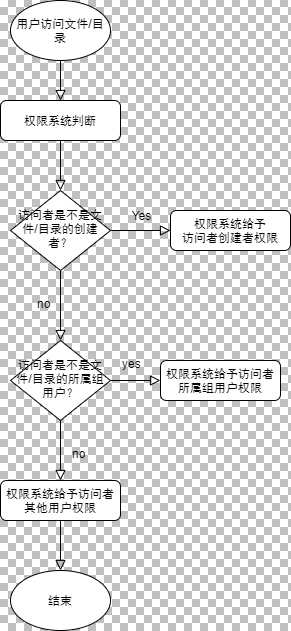 用户访问文件/目
录
权限系统判断
访问者是不是文
件/目录的创建
者？
Yes
权限系统给予
访问者创建者权限
no
访问者是不是文
件/目录的所属组
用户？
yes
权限系统给予访问者
所属组用户权限
no
权限系统给予访问者
其他用户权限
结束